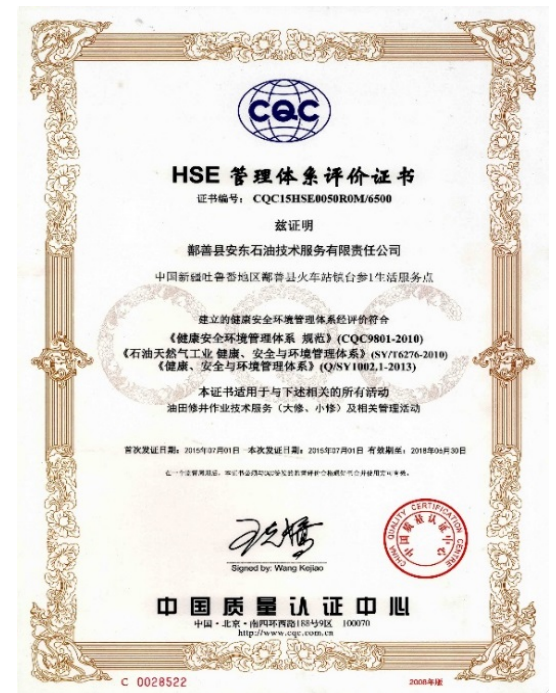 CQC
HSE 管理体系评价证书
证书编号： CQC15HSE0050R0M/6500
兹证明
鄯善县安东石油技术服务有限责任公司
中国新疆吐鲁番地区鄯善县火车站镇台参1生活服务点
建立的健康安全环境管理体系经评价符合
《健康安全环境管理体系 规范》(CQC9801-2010)
《石油天然气工业 健康、安全与环境管理体系》(SY/T6276-2010)
《健康、安全与环境管理体系》(Q/SY1002.1-2013)
本证书适用于与下述相关的所有活动
油田修井作业技术服务（大修、小修）及相关管理活动
首次发证日期： 2015年07月01日 本次发证日期： 2015年07月01日 有效期至： 2018年06月30日
Signed by: Wang Kejiao
CHINA QUALITY CERTIFICATION CENTRE
中国质量认证中心
中国质量认证中心
中国·北京·南四环西路188号9区 100070
http://www.cqc.com.cn
C 0028522
2008年版